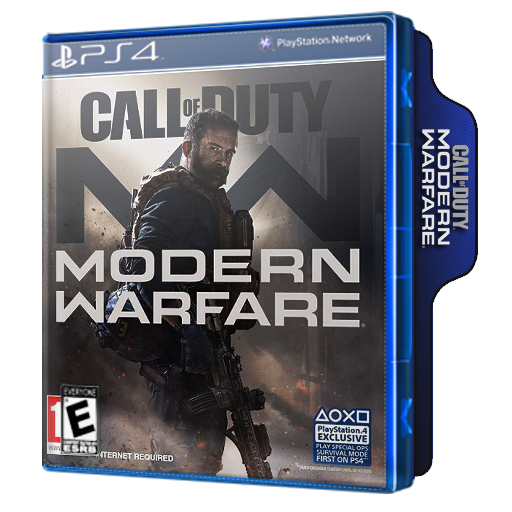 PS4
PlayStation Network
CALL OF DUTY
MODERN
WARFARE
EVERYONE
E
ESRB
1
INTERNET REQUIRED
PlayStation.4
EXCLUSIVE
PLAY SPECIAL OPS
SURVIVAL MODE
FIRST ON PS4
CALL OF DUTY
MODERN
WARFARE